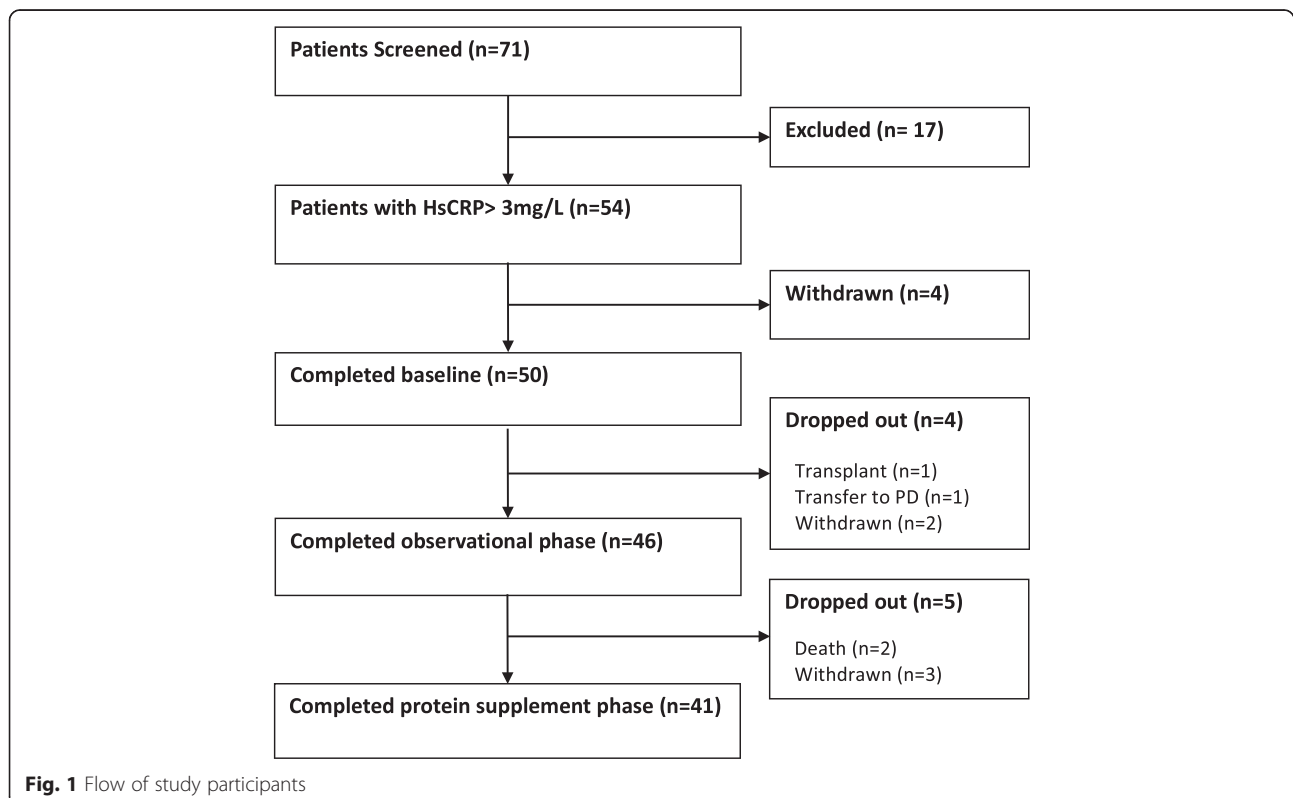 Patients Screened (n=71)
Excluded (n= 17)
Patients with HsCRP> 3mg/L (n=54)
Withdrawn (n=4)
Completed baseline (n=50)
Dropped out (n=4)
Transplant (n=1)
Transfer to PD (n=1)
Withdrawn (n=2)
Completed observational phase (n=46)
Dropped out (n=5)
Death (n=2)
Withdrawn (n=3)
Completed protein supplement phase (n=41)
Fig. 1 Flow of study participants